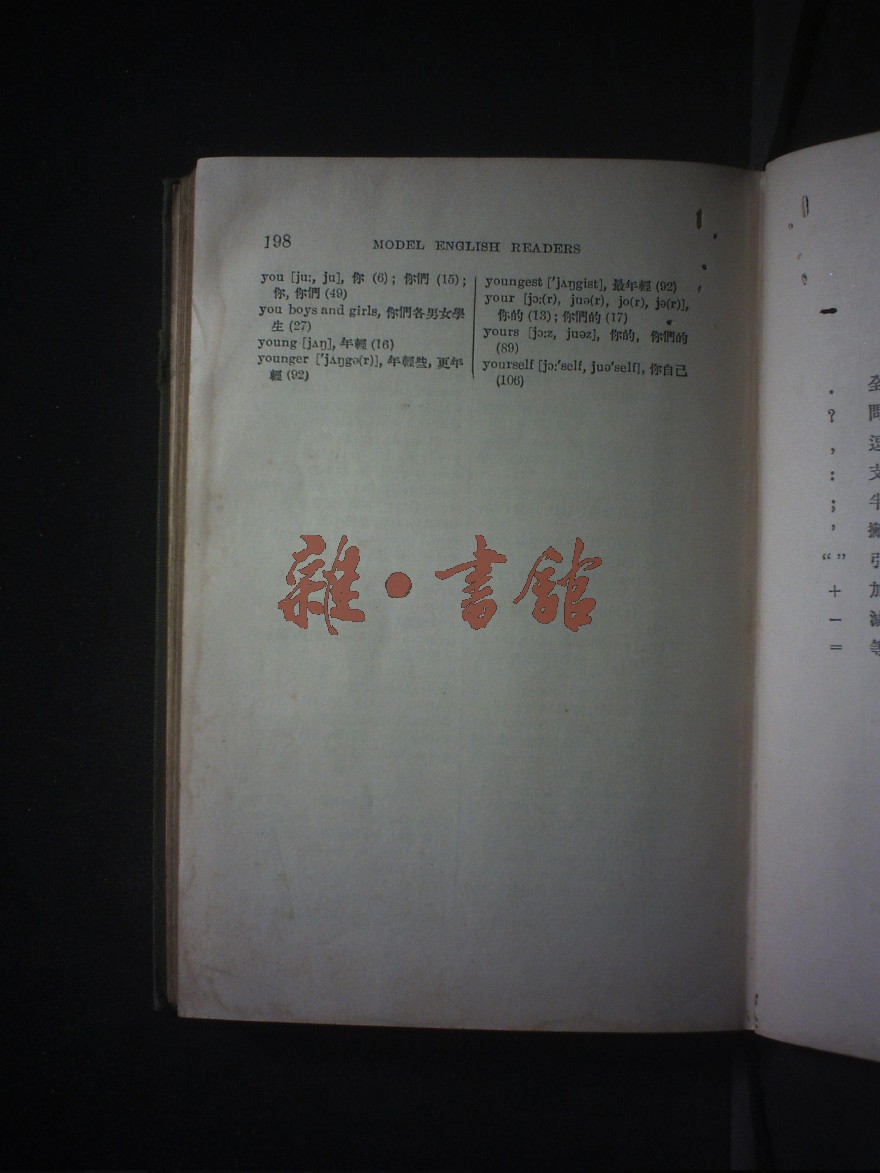 198
MODEL ENGLISH READERS
you [juː, ju], 你 (6); 你們 (15);
你, 你們 (49)
you boys and girls, 你們各男女學
生 (27)
young [jʌŋ], 年輕 (16)
younger ['jʌŋgə(r)], 年輕些, 更年
輕 (92)
youngest ['jʌŋgist], 最年輕 (92)
your [jɔː(r), juə(r), jo(r), jə(r)],
你的 (13); 你們的 (17)
yours [jɔːz, juəz], 你的, 你們的
(89)
yourself [jɔː'self, juə'self], 你自己
(106)
雜·書館
.
?
,
:
;
’
“ ” 引
+ 加
− 減
= 等